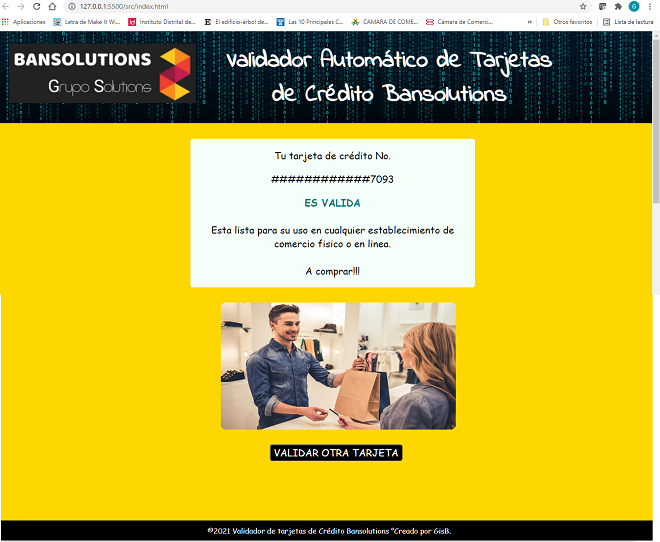 127.0.0.1:5500/src/index.html
Aplicaciones Letra de Make It Wi... Instituto Distrital de... El edificio-árbol de... Las 10 Principales C... CAMARA DE COME... Cámara de Comerci... Otros favoritos Lista de lectura
BANSOLUTIONS
Grupo Solutions
Validador Automático de Tarjetas
de Crédito Bansolutions
Tu tarjeta de crédito No.
############7093
ES VALIDA
Esta lista para su uso en cualquier establecimiento de
comercio fisico o en linea.
A comprar!!!
VALIDAR OTRA TARJETA
©2021 Validador de tarjetas de Crédito Bansolutions "Creado por GisB.